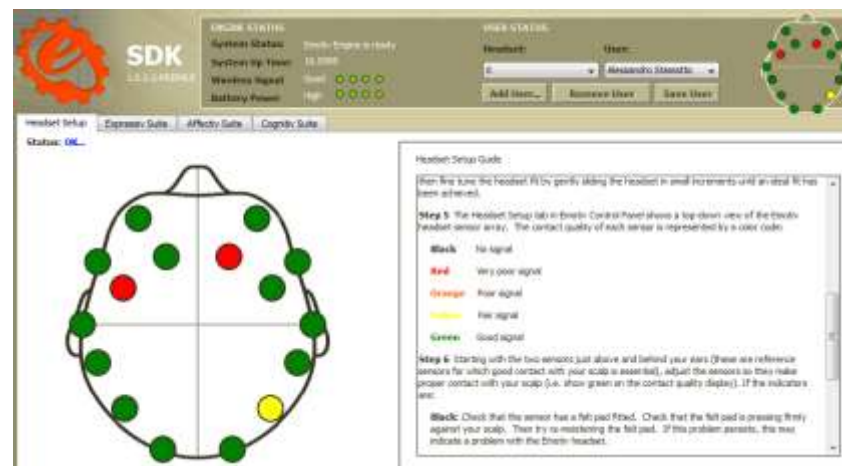 SDK
ENGINE STATUS
System Status: Emotiv Engine is ready
System Up Time:
Wireless Signal Good
Battery Power: High
USER STATUS
Headset: User:
0
Add User... Remove User Save User
Headset Setup Expressiv Suite Affectiv Suite Cognitiv Suite
Status: OK...
Headset Setup Guide
then fine tune the headset fit by gently sliding the headset in small increments until an ideal fit has
been achieved.
Step 5 The Headset Setup tab in Emotiv Control Panel shows a top down view of the Emotiv
headset sensor array. The contact quality of each sensor is represented by a color code:
Black No signal
Red Very poor signal
Orange Poor signal
Yellow Fair signal
Green Good signal
Step 6 Starting with the two sensors just above and behind your ears (these are reference
sensors for which good contact with your scalp is essential), adjust the sensors so they make
proper contact with your scalp (i.e. show green on the contact quality display). If the indicators
are:
Black: Check that the sensor has a felt pad fitted. Check that the felt pad is pressing firmly
against your scalp. Then try re-moistening the felt pad. If this problem persists, this may
indicate a problem with the Emotiv headset.